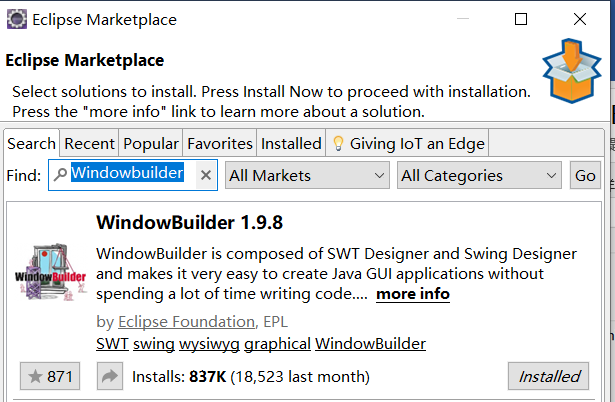 Eclipse Marketplace
Eclipse Marketplace
Select solutions to install. Press Install Now to proceed with installation.
Press the "more info" link to learn more about a solution.
Search Recent Popular Favorites Installed Giving IoT an Edge
Find: Windowbuilder All Markets All Categories Go
WindowBuilder 1.9.8
WindowBuilder
WindowBuilder is composed of SWT Designer and Swing Designer
and makes it very easy to create Java GUI applications without
spending a lot of time writing code.... more info
by Eclipse Foundation, EPL
SWT swing wysiwyg graphical WindowBuilder
871 Installs: 837K (18,523 last month) Installed